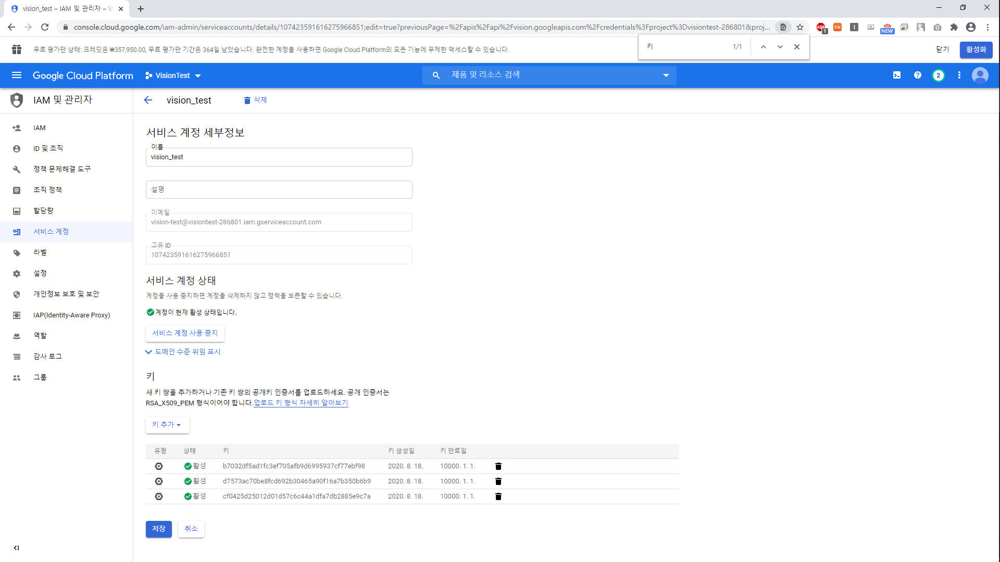 vision_test – IAM 및 관리자 – Vi
console.cloud.google.com/iam-admin/serviceaccounts/details/107423591616275966851;edit=true?previousPage=%2Fapis%2Fapi%2Fvision.googleapis.com%2Fcredentials%3Fproject%3Dvisiontest-286801&proj...
ABP
1
EX
I
NEW
키
1/1
무료 평가판 상태: 크레딧은 ₩357,950.00, 무료 평가판 기간은 364일 남았습니다. 완전한 계정을 사용하면 Google Cloud Platform의 모든 기능에 무제한 액세스할 수 있습니다.
닫기
활성화
Google Cloud Platform
VisionTest
제품 및 리소스 검색
2
IAM 및 관리자
vision_test
삭제
IAM
ID 및 조직
정책 문제해결 도구
조직 정책
할당량
서비스 계정
라벨
설정
개인정보 보호 및 보안
IAP(Identity-Aware Proxy)
역할
감사 로그
그룹
서비스 계정 세부정보
이름
vision_test
설명
이메일
vision-test@visiontest-286801.iam.gserviceaccount.com
고유 ID
107423591616275966851
서비스 계정 상태
계정을 사용 중지하면 계정을 삭제하지 않고 정책을 보존할 수 있습니다.
계정이 현재 활성 상태입니다.
서비스 계정 사용 중지
도메인 수준 위임 표시
키
새 키 쌍을 추가하거나 기존 키 쌍의 공개키 인증서를 업로드하세요. 공개 인증서는
RSA_X509_PEM 형식이어야 합니다.업로드 키 형식 자세히 알아보기
키 추가
유형 상태 키 키 생성일 키 만료일
활성 b7032df5ad1fc3ef705afb9d6995937cf77ebf98 2020. 8. 18. 10000. 1. 1.
활성 d7573ac70be8fcd692b30465a90f16a7b350b6b9 2020. 8. 18. 10000. 1. 1.
활성 cf0425d25012d01d57c6c44a1dfa7db2885e9c7a 2020. 8. 18. 10000. 1. 1.
저장
취소